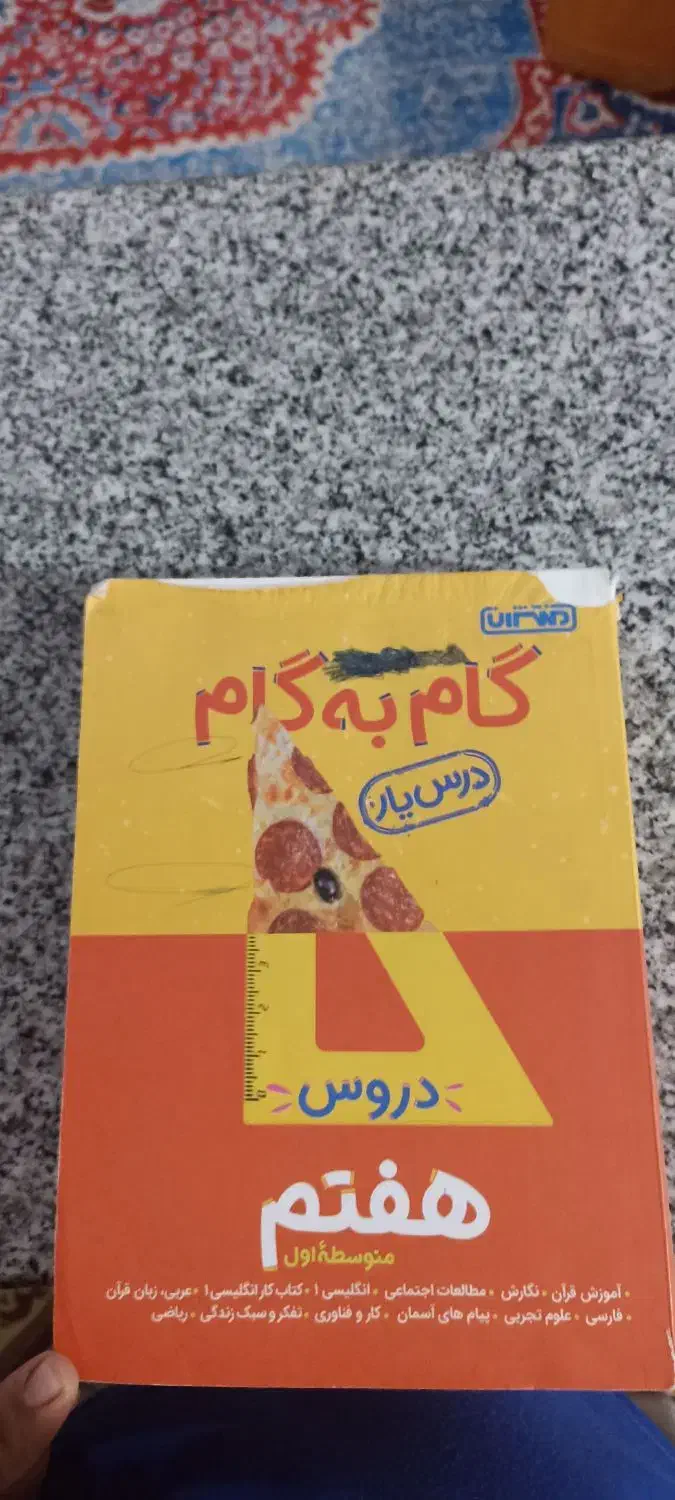 منتشران
گام به گام
درس یار
دروس
هفتم
متوسطهٔ اول
• آموزش قرآن • نگارش • مطالعات اجتماعی • انگلیسی ۱ • کتاب کار انگلیسی ۱ • عربی، زبان قرآن
• فارسی • علوم تجربی • پیام های آسمان • کار و فناوری • تفکر و سبک زندگی • ریاضی